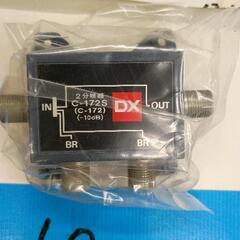 2分岐器
C-172S
(C-172)
(-10dB)
IN
DX
OUT
BR
BR